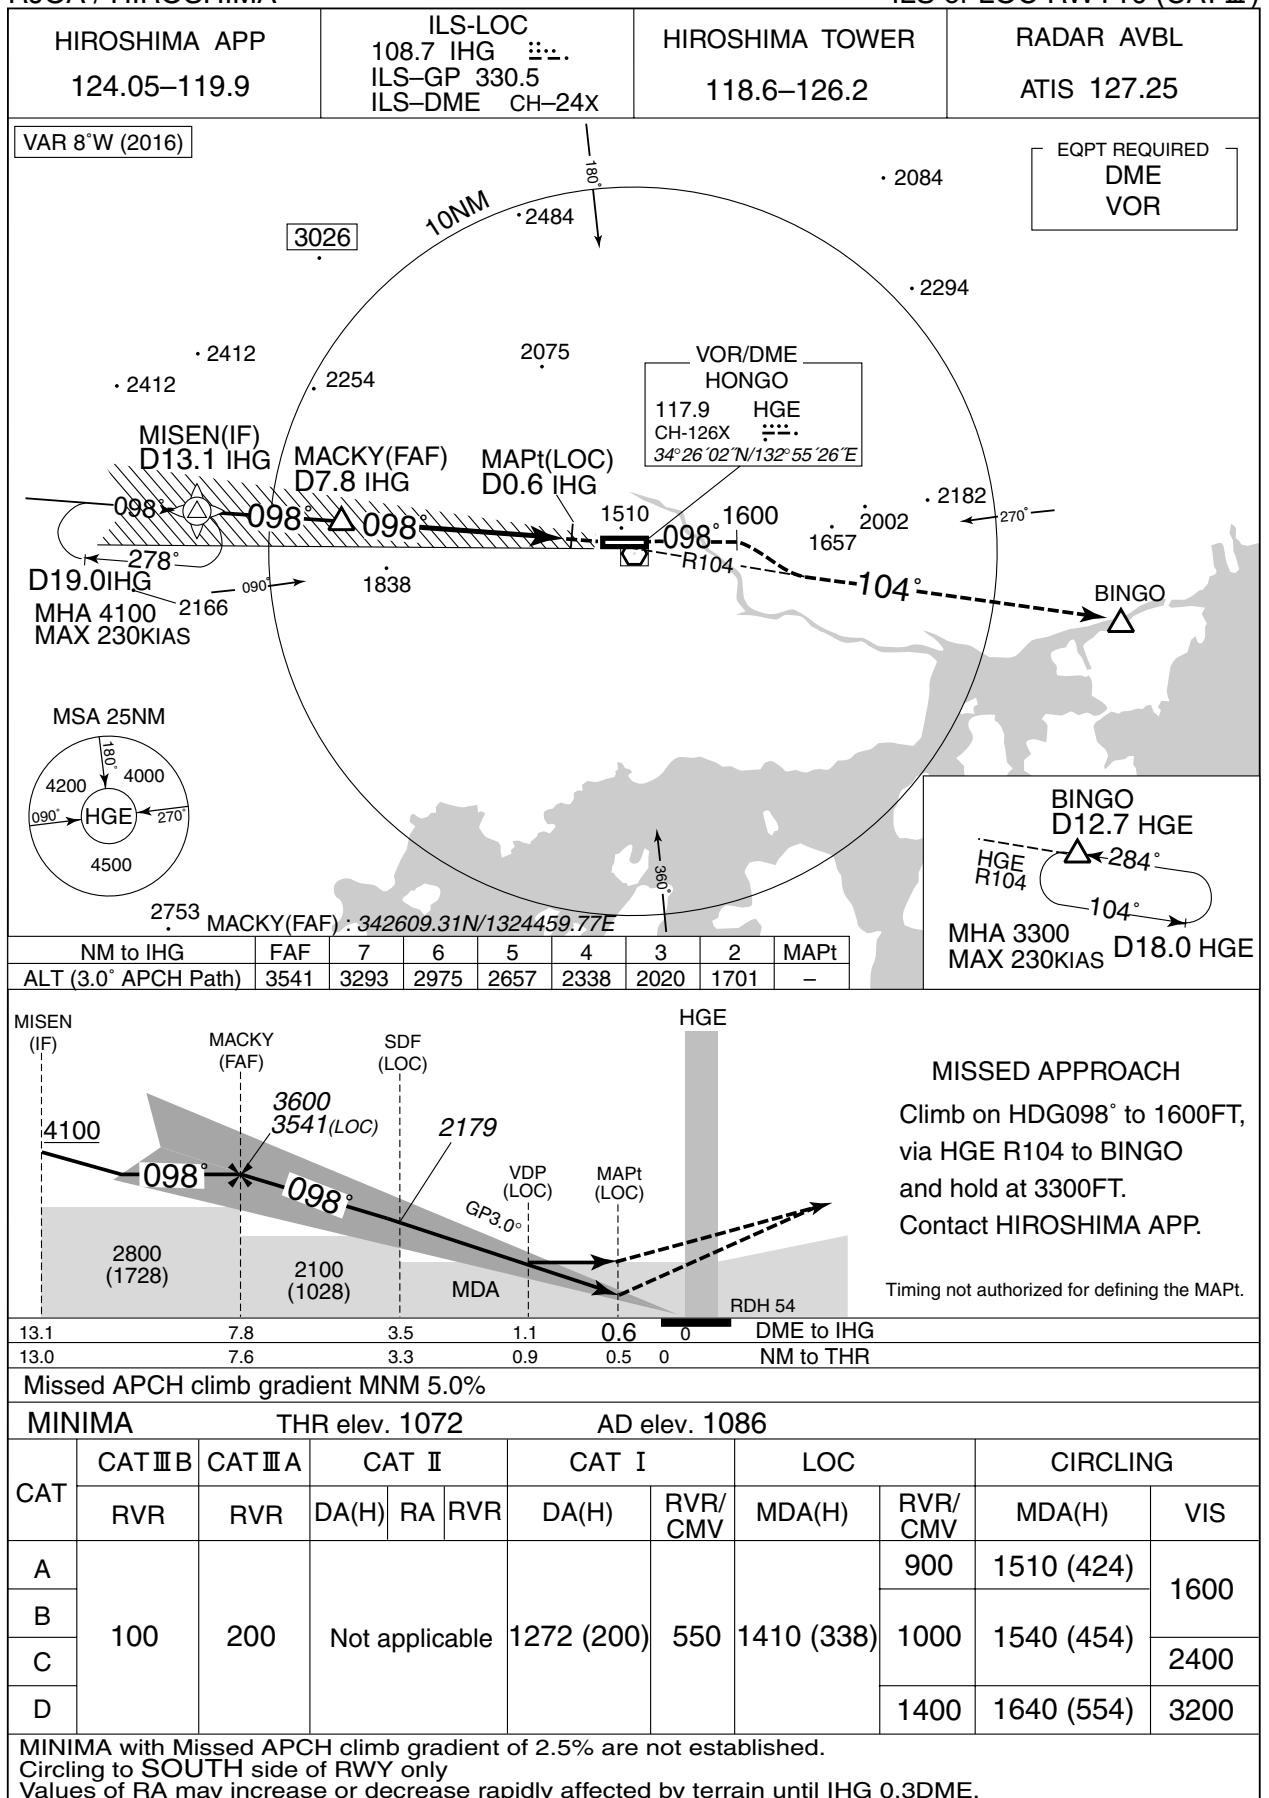 RJOA / HIROSHIMA
ILS or LOC RWY10 (CATⅢ)
HIROSHIMA APP
124.05–119.9
ILS-LOC
108.7 IHG
ILS–GP 330.5
ILS–DME CH–24X
HIROSHIMA TOWER
118.6–126.2
RADAR AVBL
ATIS 127.25
VAR 8°W (2016)
EQPT REQUIRED
DME
VOR
180°
10NM
2484
2084
3026
2294
2412
2412
2254
2075
VOR/DME
HONGO
117.9 HGE
CH-126X
34°26´02˝N/132°55´26˝E
MISEN(IF)
D13.1 IHG
MACKY(FAF)
D7.8 IHG
MAPt(LOC)
D0.6 IHG
098°
098°
098°
1510
098°
1600
1657
2002
2182
270°
R104
104°
BINGO
278°
D19.0IHG
MHA 4100
MAX 230KIAS
2166
090°
1838
MSA 25NM
180°
4200
4000
090°
HGE
270°
4500
360°
BINGO
D12.7 HGE
HGE
R104
284°
104°
MHA 3300
MAX 230KIAS
D18.0 HGE
2753
MACKY(FAF) : 342609.31N/1324459.77E
NM to IHG FAF 7 6 5 4 3 2 MAPt
ALT (3.0° APCH Path) 3541 3293 2975 2657 2338 2020 1701 –
MISEN
(IF)
MACKY
(FAF)
SDF
(LOC)
HGE
4100
3600
3541(LOC)
2179
098°
098°
GP3.0°
VDP
(LOC)
MAPt
(LOC)
2800
(1728)
2100
(1028)
MDA
RDH 54
MISSED APPROACH
Climb on HDG098° to 1600FT,
via HGE R104 to BINGO
and hold at 3300FT.
Contact HIROSHIMA APP.
Timing not authorized for defining the MAPt.
13.1 7.8 3.5 1.1 0.6 0 DME to IHG
13.0 7.6 3.3 0.9 0.5 0 NM to THR
Missed APCH climb gradient MNM 5.0%
MINIMA THR elev. 1072 AD elev. 1086
CAT CATⅢB CATⅢA CAT Ⅱ CAT Ⅰ LOC CIRCLING
RVR RVR DA(H) RA RVR DA(H) RVR/CMV MDA(H) RVR/CMV MDA(H) VIS
A 900 1510 (424) 1600
B 100 200 Not applicable 1272 (200) 550 1410 (338) 1000 1540 (454)
C 2400
D 1400 1640 (554) 3200
MINIMA with Missed APCH climb gradient of 2.5% are not established.
Circling to SOUTH side of RWY only
Values of RA may increase or decrease rapidly affected by terrain until IHG 0.3DME.